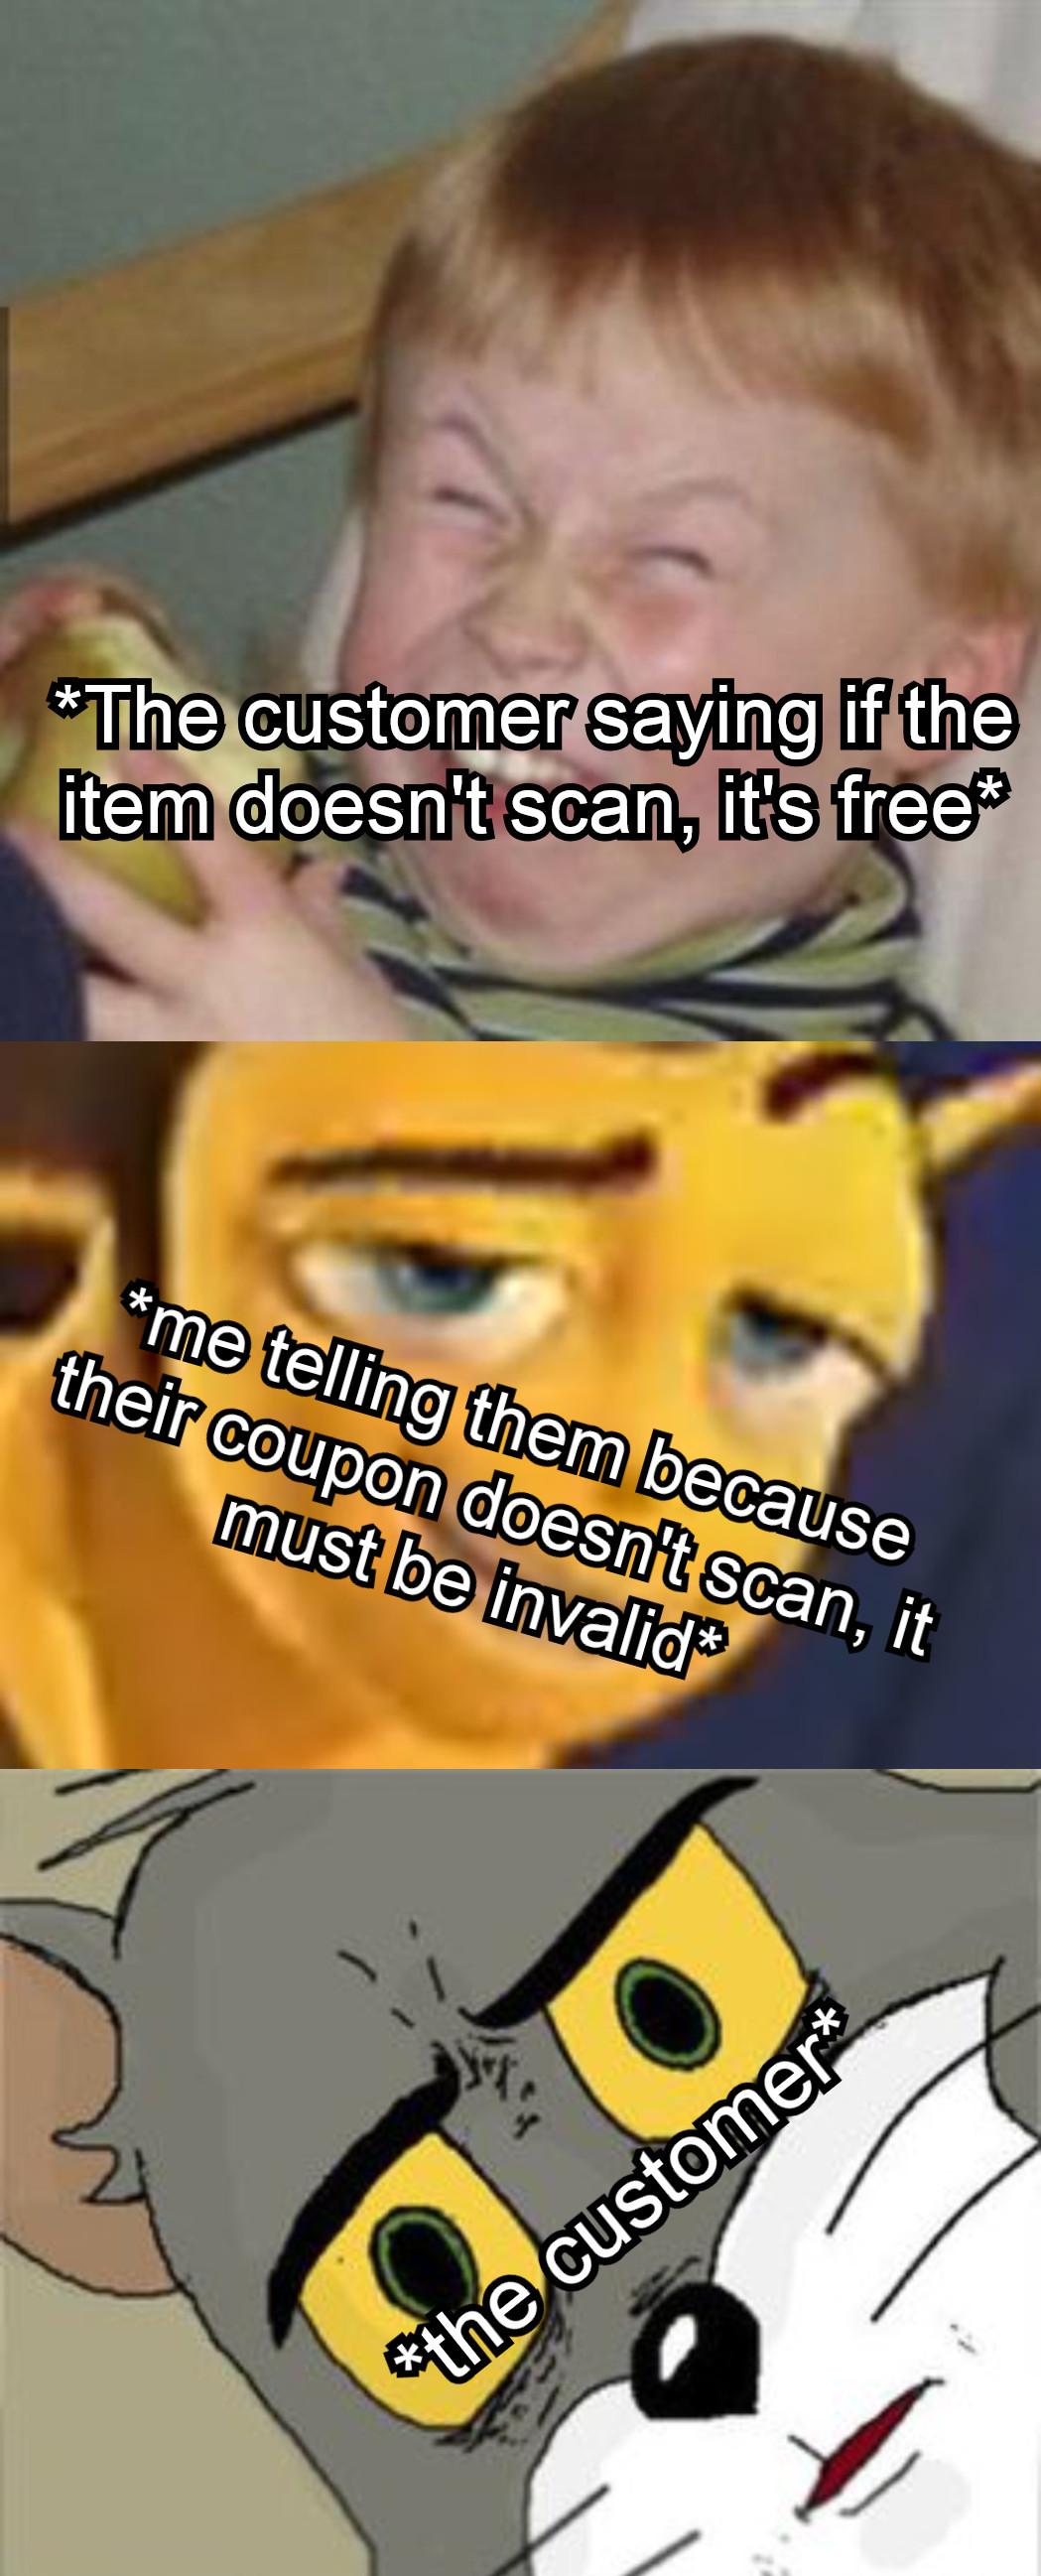 *The customer saying if the
item doesn't scan, it's free*
*me telling them because
their coupon doesn't scan, it
must be invalid*
*the customer*